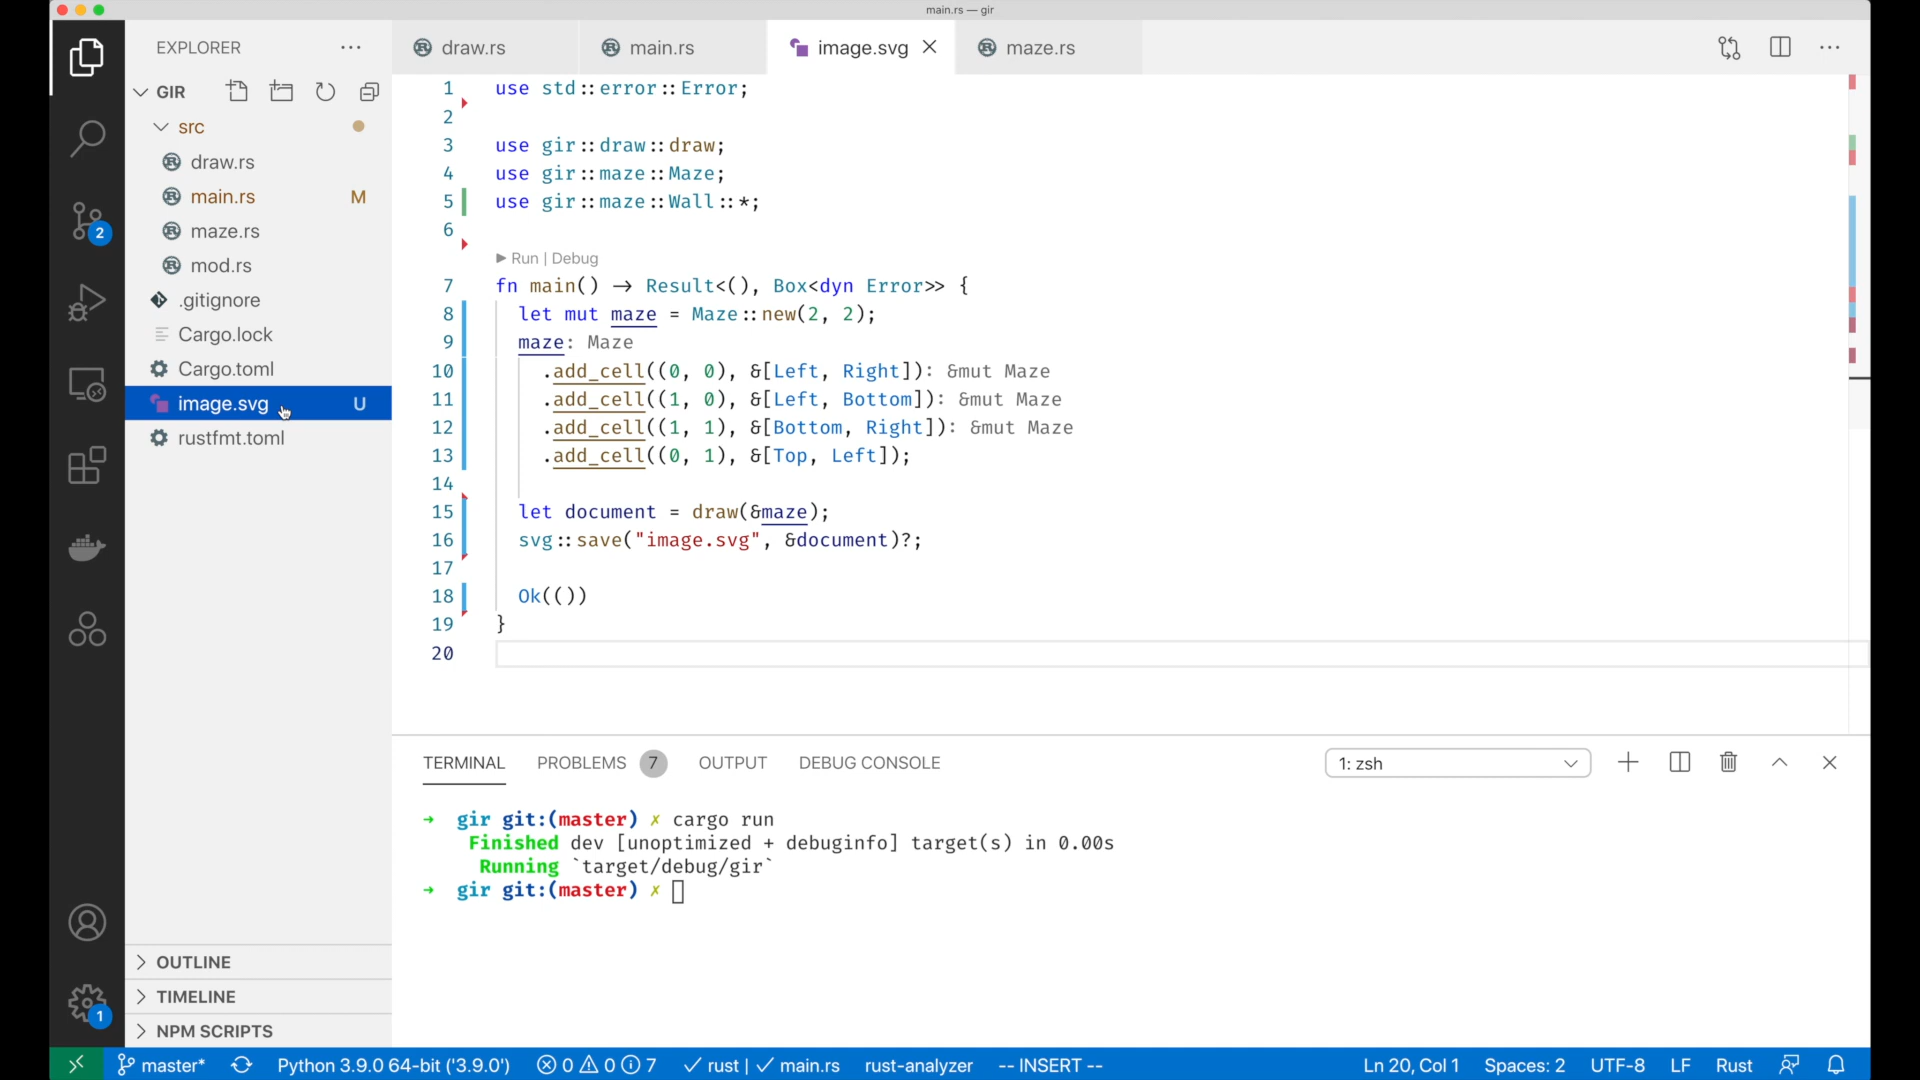 main.rs — gir
EXPLORER
draw.rs
main.rs
image.svg
maze.rs
GIR
src
draw.rs
main.rs M
maze.rs
mod.rs
.gitignore
Cargo.lock
Cargo.toml
image.svg U
rustfmt.toml
OUTLINE
TIMELINE
NPM SCRIPTS
2
1
1 use std::error::Error;
2
3 use gir::draw::draw;
4 use gir::maze::Maze;
5 use gir::maze::Wall::*;
6
Run | Debug
7 fn main() → Result<(), Box<dyn Error>> {
8 let mut maze = Maze::new(2, 2);
9 maze: Maze
10 .add_cell((0, 0), &[Left, Right]): &mut Maze
11 .add_cell((1, 0), &[Left, Bottom]): &mut Maze
12 .add_cell((1, 1), &[Bottom, Right]): &mut Maze
13 .add_cell((0, 1), &[Top, Left]);
14
15 let document = draw(&maze);
16 svg::save("image.svg", &document)?;
17
18 Ok(())
19 }
20
TERMINAL PROBLEMS 7 OUTPUT DEBUG CONSOLE 1: zsh
→ gir git:(master) ✗ cargo run
Finished dev [unoptimized + debuginfo] target(s) in 0.00s
Running `target/debug/gir`
→ gir git:(master) ✗
master* Python 3.9.0 64-bit ('3.9.0') 0 0 7 ✓ rust | ✓ main.rs rust-analyzer -- INSERT -- Ln 20, Col 1 Spaces: 2 UTF-8 LF Rust